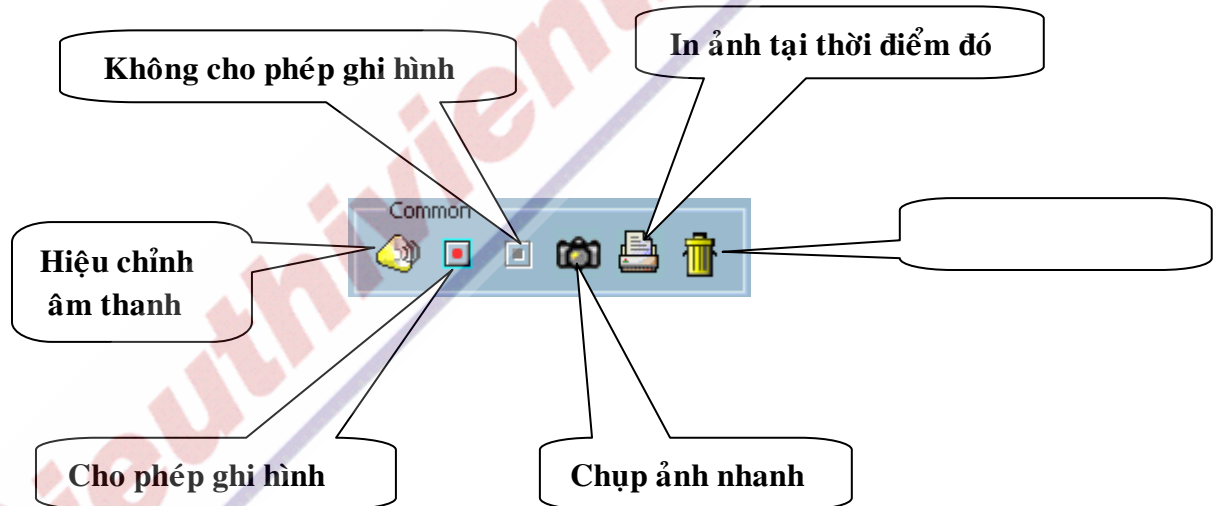 In ảnh tại thời điểm đó
Không cho phép ghi hình
Common
Hiệu chỉnh
âm thanh
Cho phép ghi hình
Chụp ảnh nhanh